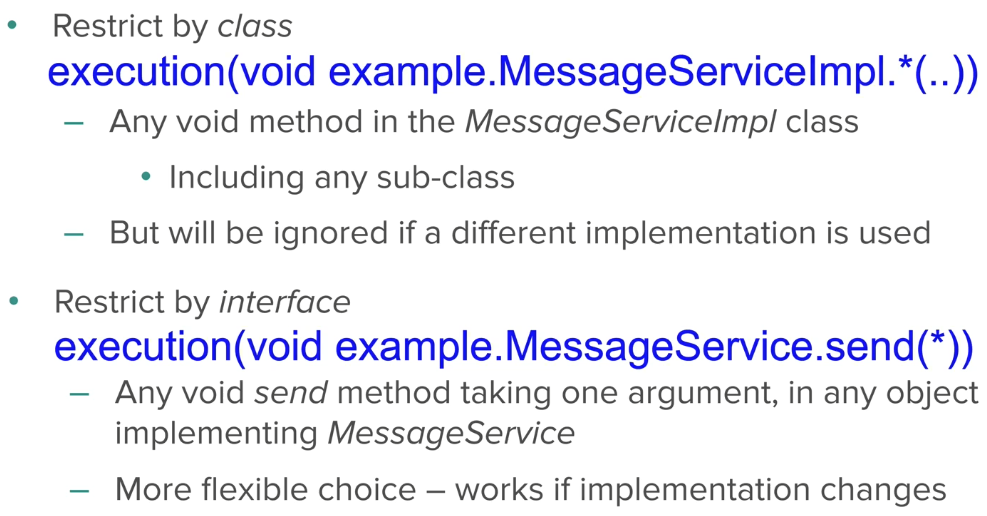 • Restrict by class
execution(void example.MessageServiceImpl.*(..))
– Any void method in the MessageServiceImpl class
• Including any sub-class
– But will be ignored if a different implementation is used
• Restrict by interface
execution(void example.MessageService.send(*))
– Any void send method taking one argument, in any object
implementing MessageService
– More flexible choice – works if implementation changes